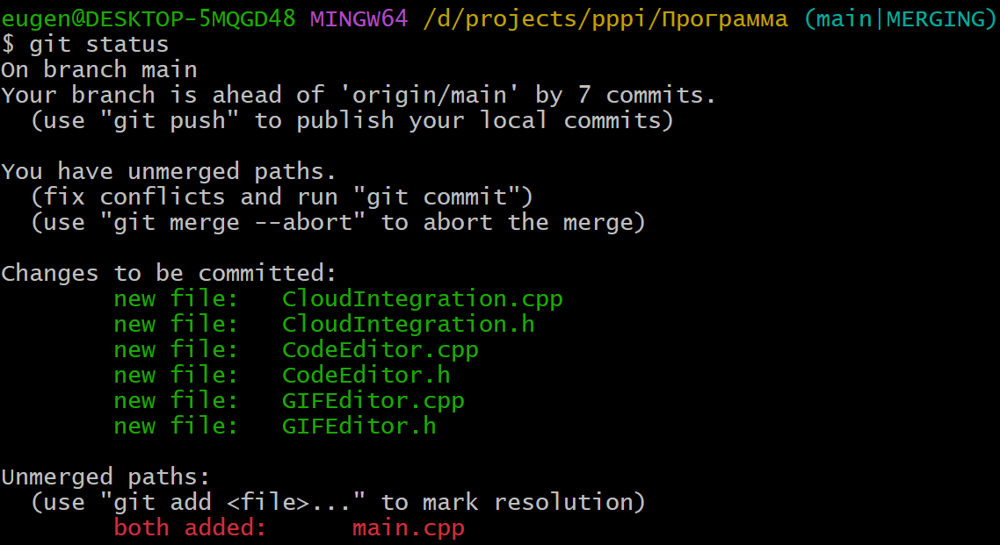 eugen@DESKTOP-5MQGD48 MINGW64 /d/projects/pppi/Программа (main|MERGING)
$ git status
On branch main
Your branch is ahead of 'origin/main' by 7 commits.
  (use "git push" to publish your local commits)

You have unmerged paths.
  (fix conflicts and run "git commit")
  (use "git merge --abort" to abort the merge)

Changes to be committed:
        new file:   CloudIntegration.cpp
        new file:   CloudIntegration.h
        new file:   CodeEditor.cpp
        new file:   CodeEditor.h
        new file:   GIFEditor.cpp
        new file:   GIFEditor.h

Unmerged paths:
  (use "git add <file>..." to mark resolution)
        both added:      main.cpp